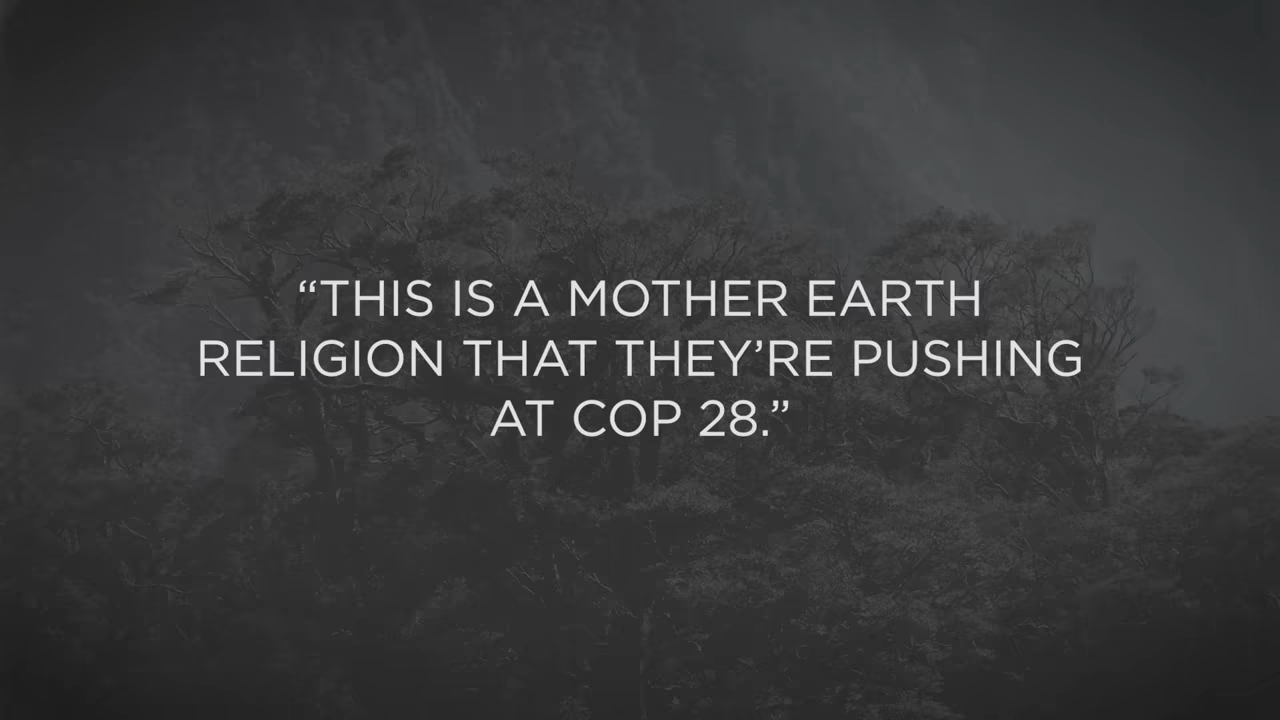 “THIS IS A MOTHER EARTH
RELIGION THAT THEY’RE PUSHING
AT COP 28.”